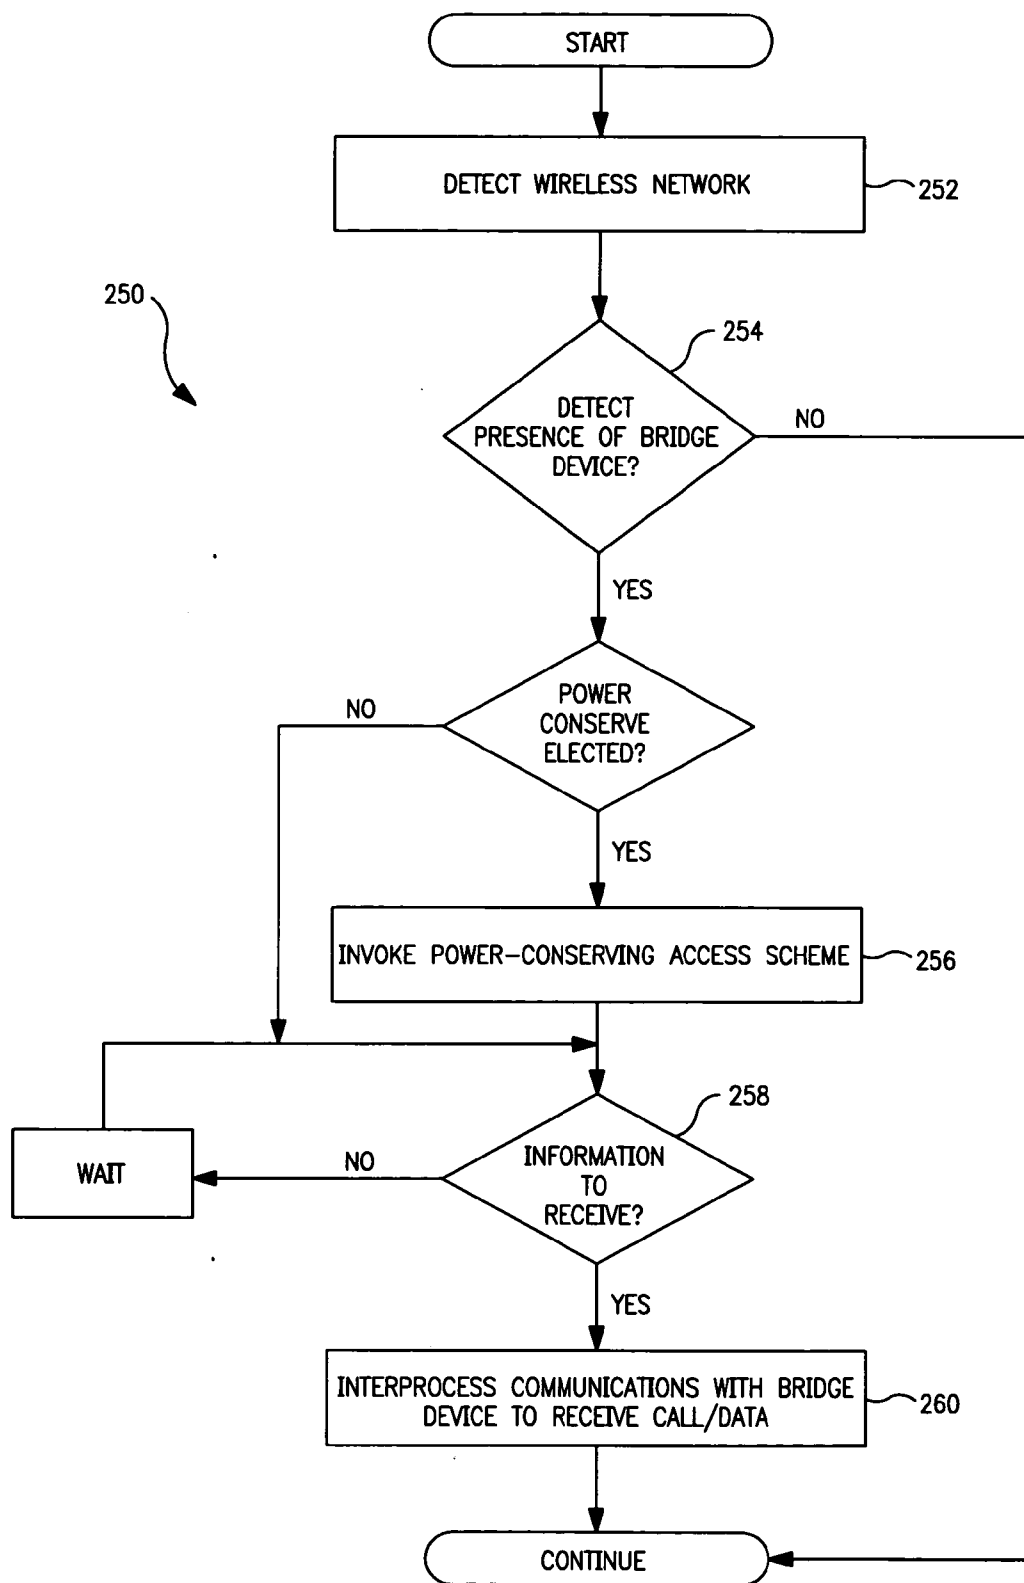 START
DETECT WIRELESS NETWORK
252
250
254
DETECT
PRESENCE OF BRIDGE
DEVICE?
NO
YES
POWER
CONSERVE
ELECTED?
NO
YES
INVOKE POWER-CONSERVING ACCESS SCHEME
256
258
INFORMATION
TO
RECEIVE?
NO
WAIT
YES
INTERPROCESS COMMUNICATIONS WITH BRIDGE
DEVICE TO RECEIVE CALL/DATA
260
CONTINUE